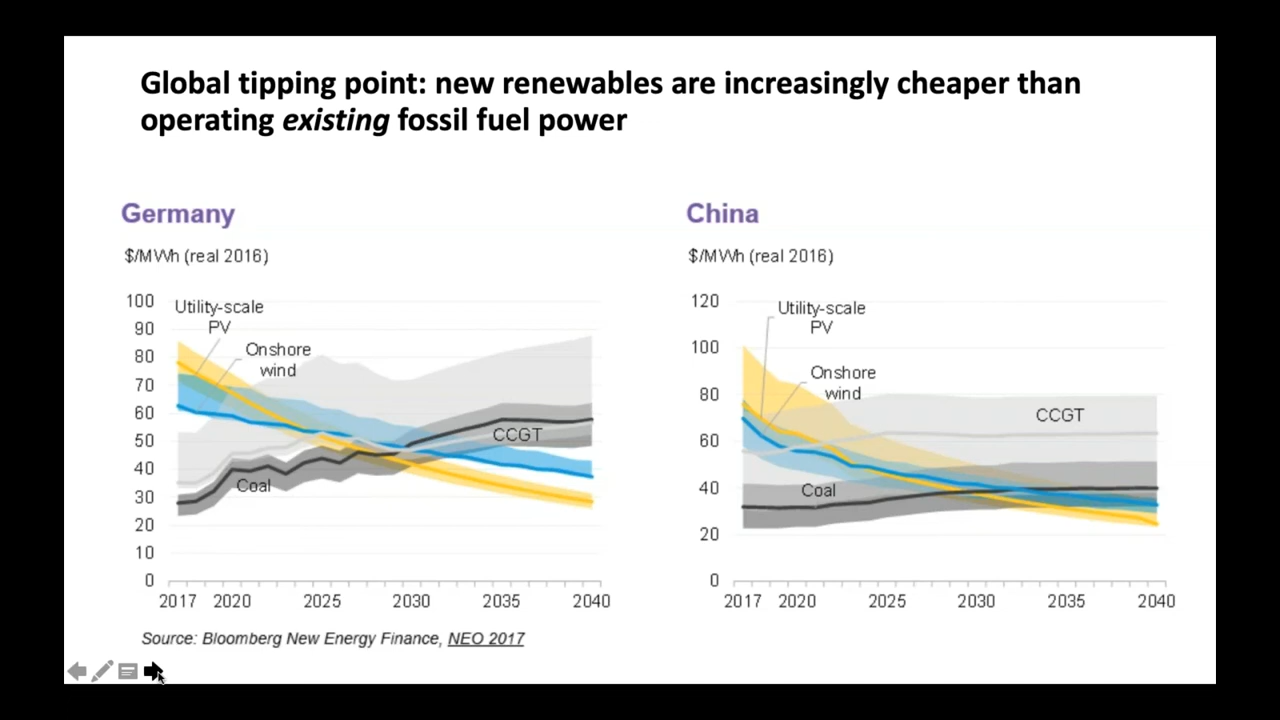 Global tipping point: new renewables are increasingly cheaper than
operating existing fossil fuel power
Germany
$/MWh (real 2016)
100
90
80
70
60
50
40
30
20
10
0
Utility-scale
PV
Onshore
wind
CCGT
Coal
2017 2020 2025 2030 2035 2040
China
$/MWh (real 2016)
120
100
80
60
40
20
0
Utility-scale
PV
Onshore
wind
CCGT
Coal
2017 2020 2025 2030 2035 2040
Source: Bloomberg New Energy Finance, NEO 2017